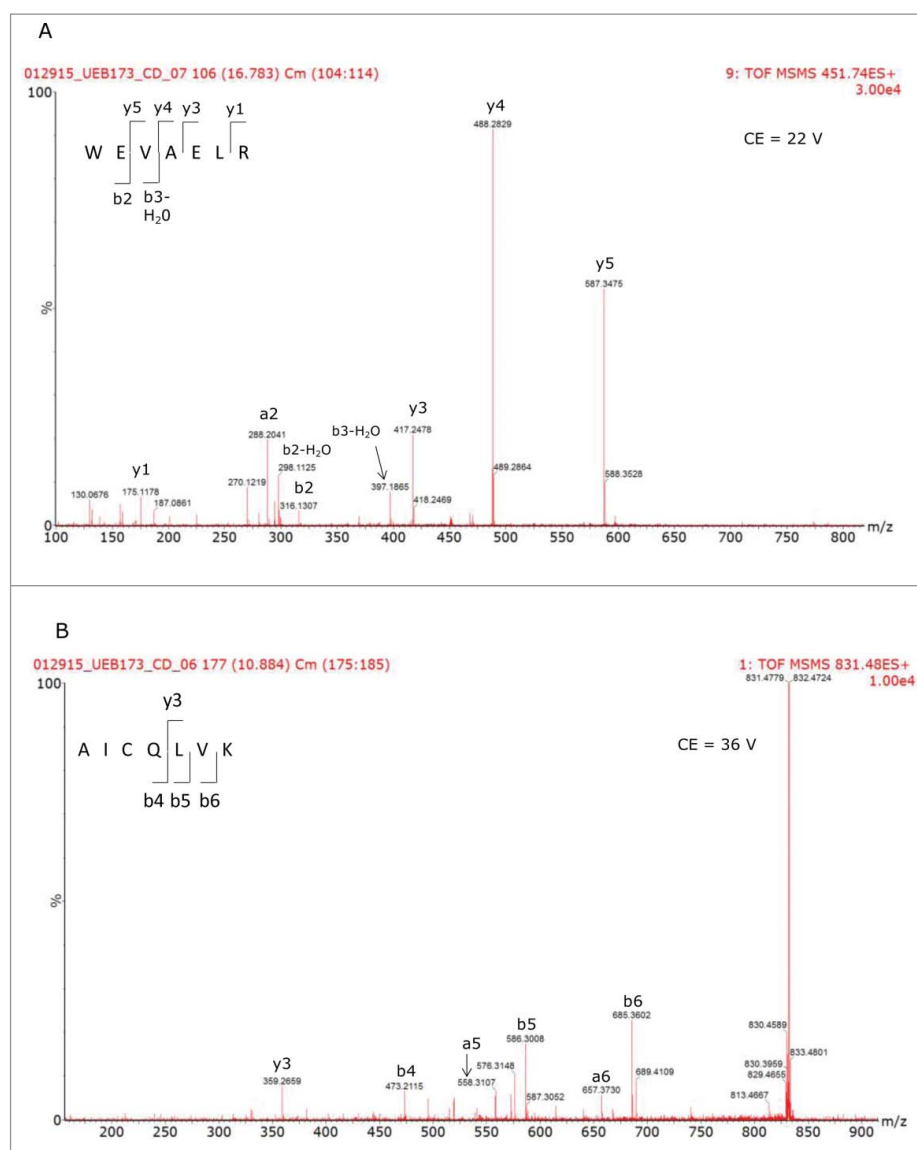 A
012915_UEB173_CD_07 106 (16.783) Cm (104:114)
9: TOF MSMS 451.74ES+
3.00e4
100
y5 y4 y3 y1
W E V A E L R
b2 b3-
H₂0
CE = 22 V
y4
488.2829
y5
587.3475
%
a2
288.2041
b2-H₂O
298.1125
b3-H₂O
y3
417.2478
489.2864
588.3528
y1
175.1178
130.0676
187.0861
270.1219
b2
316.1307
397.1865
418.2469
0
100 150 200 250 300 350 400 450 500 550 600 650 700 750 800
m/z
B
012915_UEB173_CD_06 177 (10.884) Cm (175:185)
1: TOF MSMS 831.48ES+
1.00e4
100
831.4779 832.4724
y3
A I C Q L V K
b4 b5 b6
CE = 36 V
%
b6
685.3602
b5
586.3008
830.4589
a5
576.3148
830.3959
833.4801
829.4655
y3
359.2659
b4
473.2115
558.3107
a6
657.3730
689.4109
587.3052
813.4667
0
200 250 300 350 400 450 500 550 600 650 700 750 800 850 900
m/z